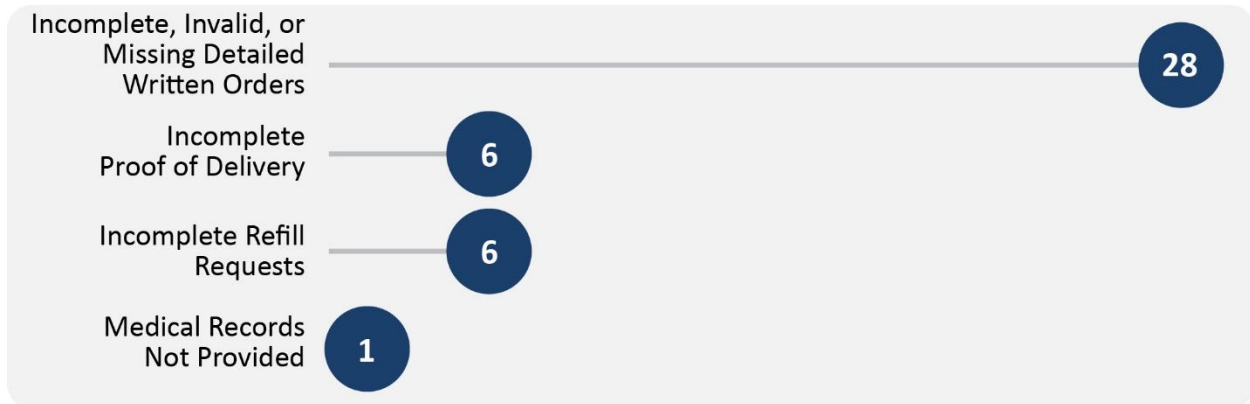 Incomplete, Invalid, or
Missing Detailed
Written Orders
28
Incomplete
Proof of Delivery
6
Incomplete Refill
Requests
6
Medical Records
Not Provided
1